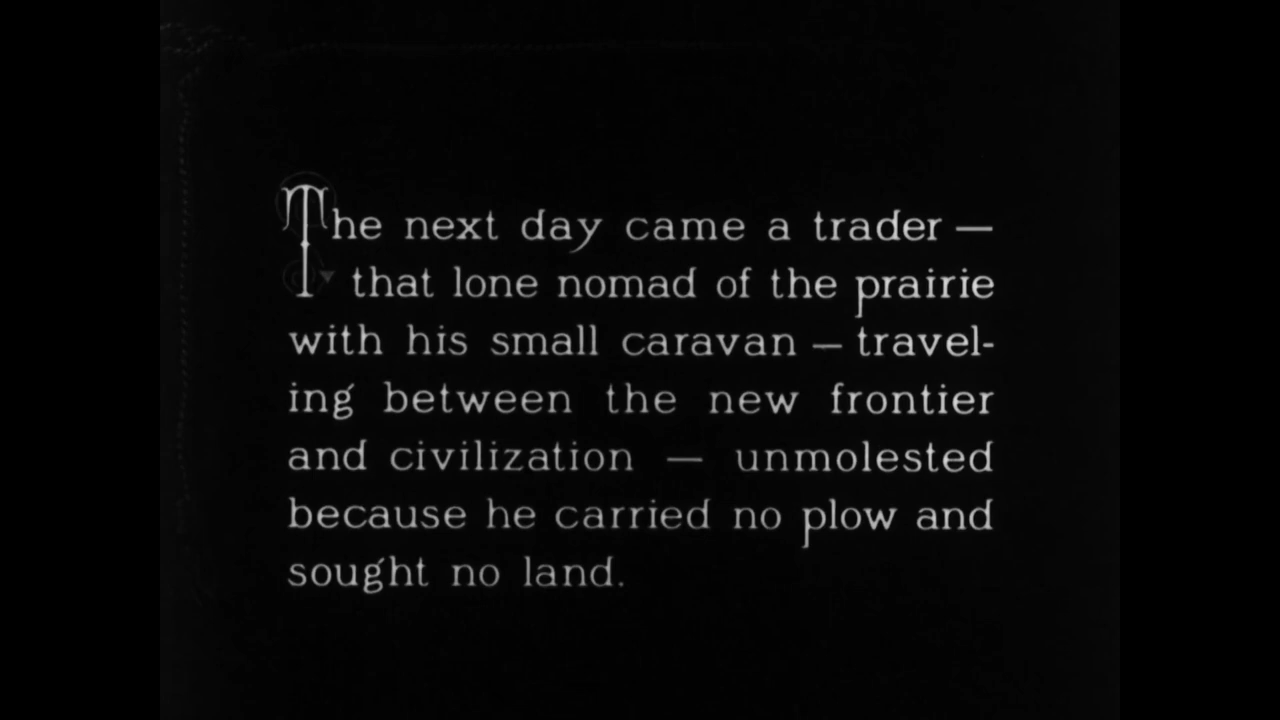 The next day came a trader —
that lone nomad of the prairie
with his small caravan — travel-
ing between the new frontier
and civilization — unmolested
because he carried no plow and
sought no land.